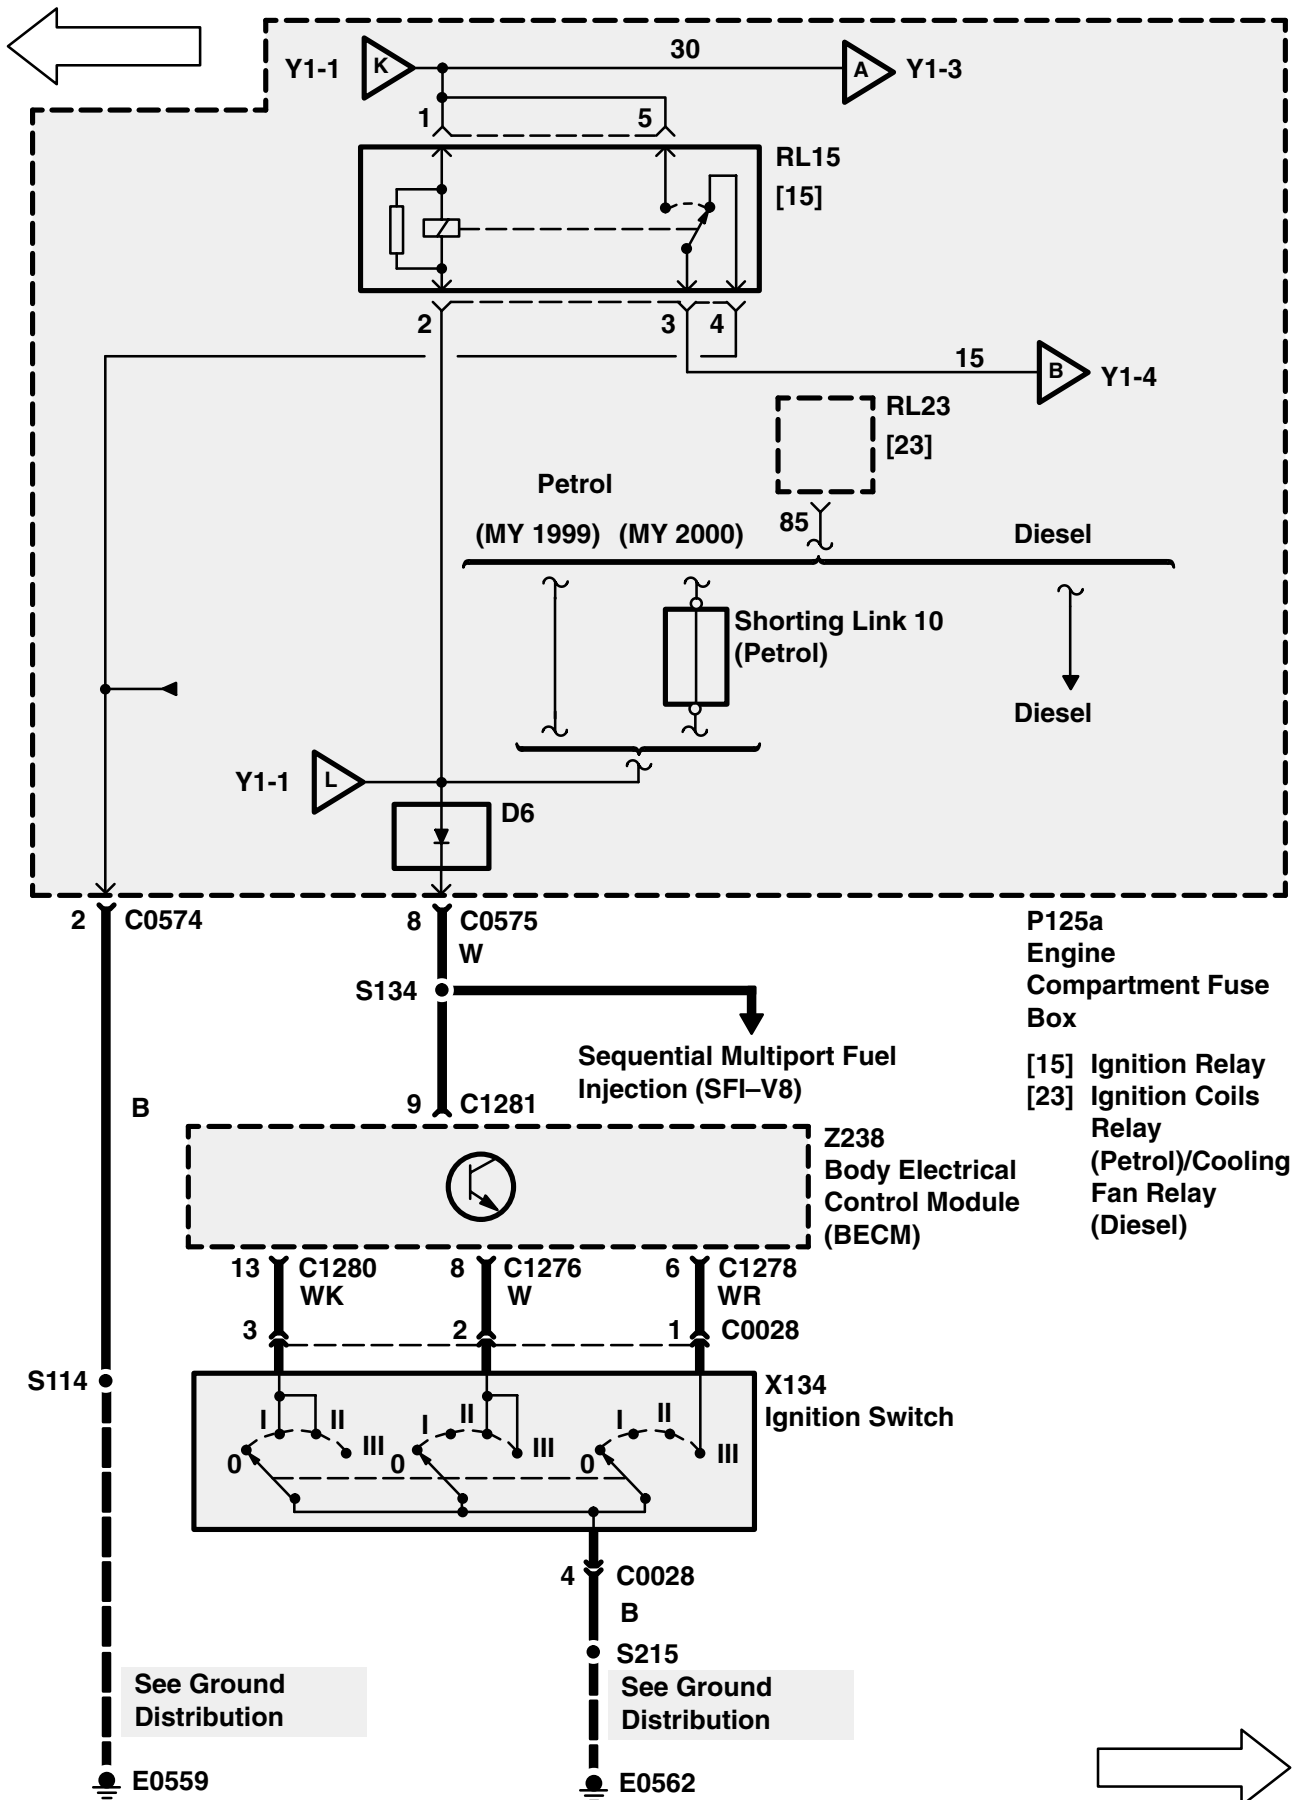 30
Y1-1 K A Y1-3
1 5
RL15
[15]
2 3 4
15 B Y1-4
RL23
[23]
Petrol
85
(MY 1999) (MY 2000) Diesel
Shorting Link 10
(Petrol)
Diesel
Y1-1 L
D6
2 C0574
8 C0575
W
S134
P125a
Engine
Compartment Fuse
Box
Sequential Multiport Fuel
Injection (SFI–V8)
[15] Ignition Relay
[23] Ignition Coils
Relay
(Petrol)/Cooling
Fan Relay
(Diesel)
B
9 C1281
Z238
Body Electrical
Control Module
(BECM)
13 C1280 8 C1276 6 C1278
WK W WR
3 2 1 C0028
S114
X134
Ignition Switch
0 I II III 0 I II III 0 I II III
4 C0028
B
S215
See Ground
Distribution
See Ground
Distribution
E0559
E0562